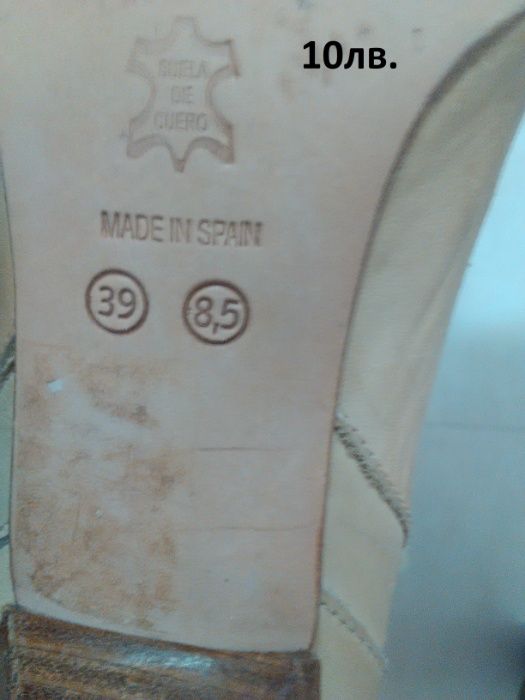 10лв.
SUELA
DE
CUERO
MADE IN SPAIN
39 8,5